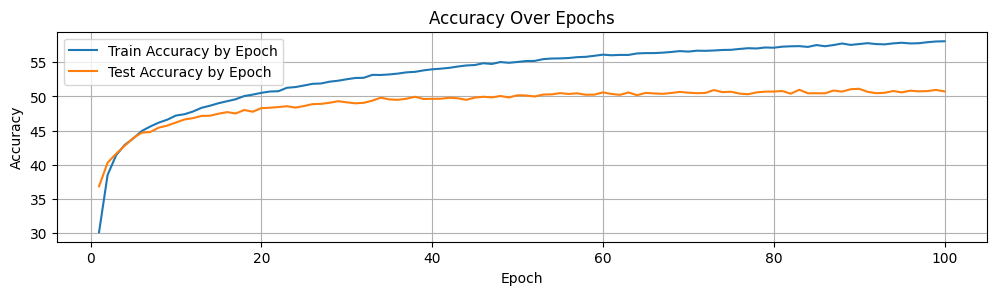 Accuracy Over Epochs
Train Accuracy by Epoch
Test Accuracy by Epoch
Accuracy
55
50
45
40
35
30
0 20 40 60 80 100
Epoch